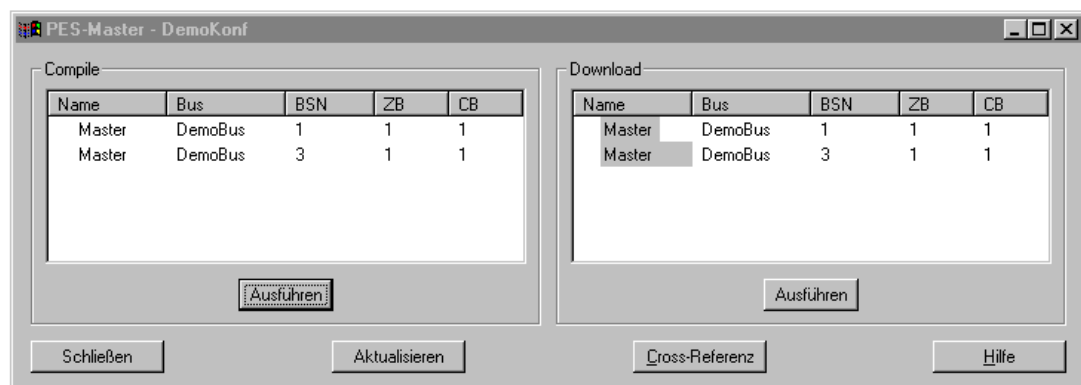 PES-Master - DemoKonf
Compile
Name Bus BSN ZB CB
Master DemoBus 1 1 1
Master DemoBus 3 1 1
Ausführen
Download
Name Bus BSN ZB CB
Master DemoBus 1 1 1
Master DemoBus 3 1 1
Ausführen
Schließen Aktualisieren Cross-Referenz Hilfe